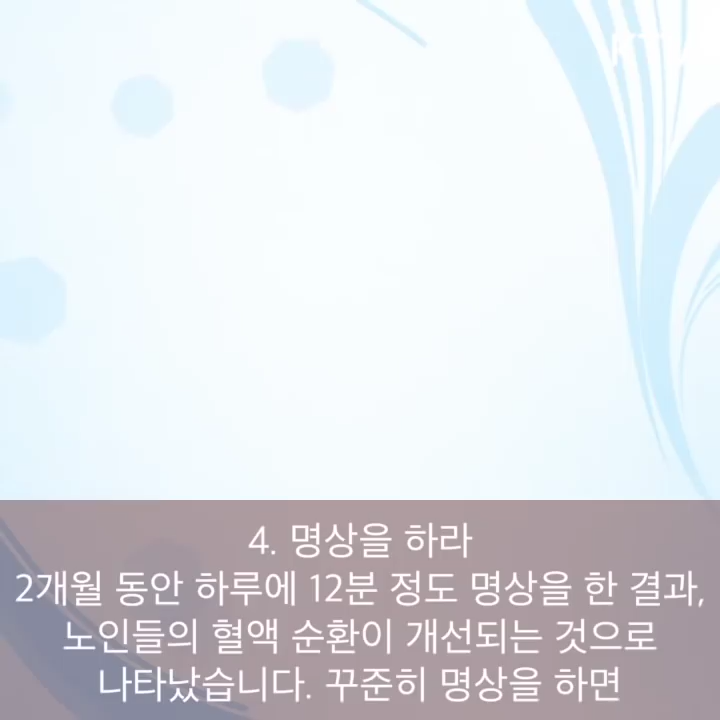 4. 명상을 하라
2개월 동안 하루에 12분 정도 명상을 한 결과,
노인들의 혈액 순환이 개선되는 것으로
나타났습니다. 꾸준히 명상을 하면